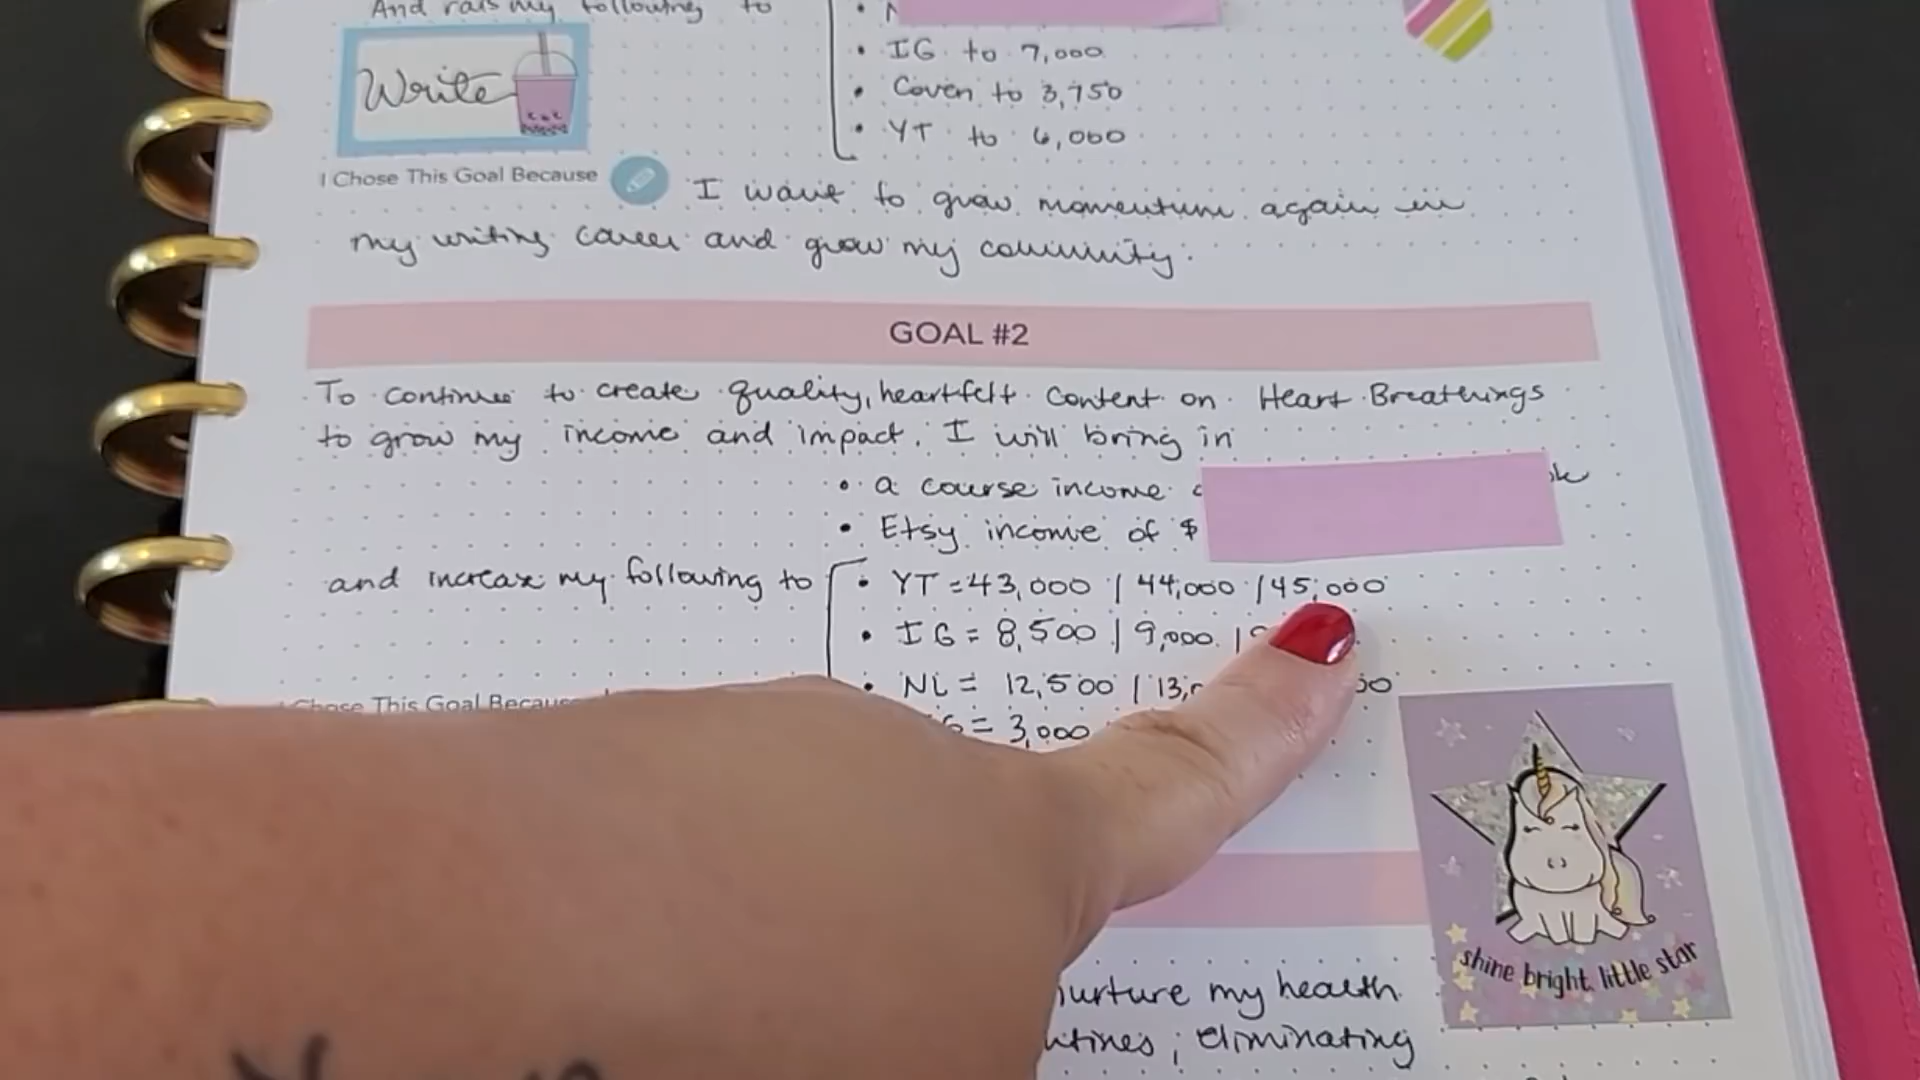 And rais my following to
• IG to 7,000
• Coven to 3,750
• YT to 6,000
Write
I Chose This Goal Because
I want to grow momentum again in
my writing career and grow my community.
GOAL #2
To continue to create quality, heartfelt content on Heart Breathings
to grow my income and impact. I will bring in
• a course income
• Etsy income of $
and increase my following to
• YT = 43,000 / 44,000 / 45,000
• IG = 8,500 / 9,000 /
• NL = 12,500 / 13,
= 3,000
Chose This Goal Because
nurture my health
; eliminating
shine bright, little star